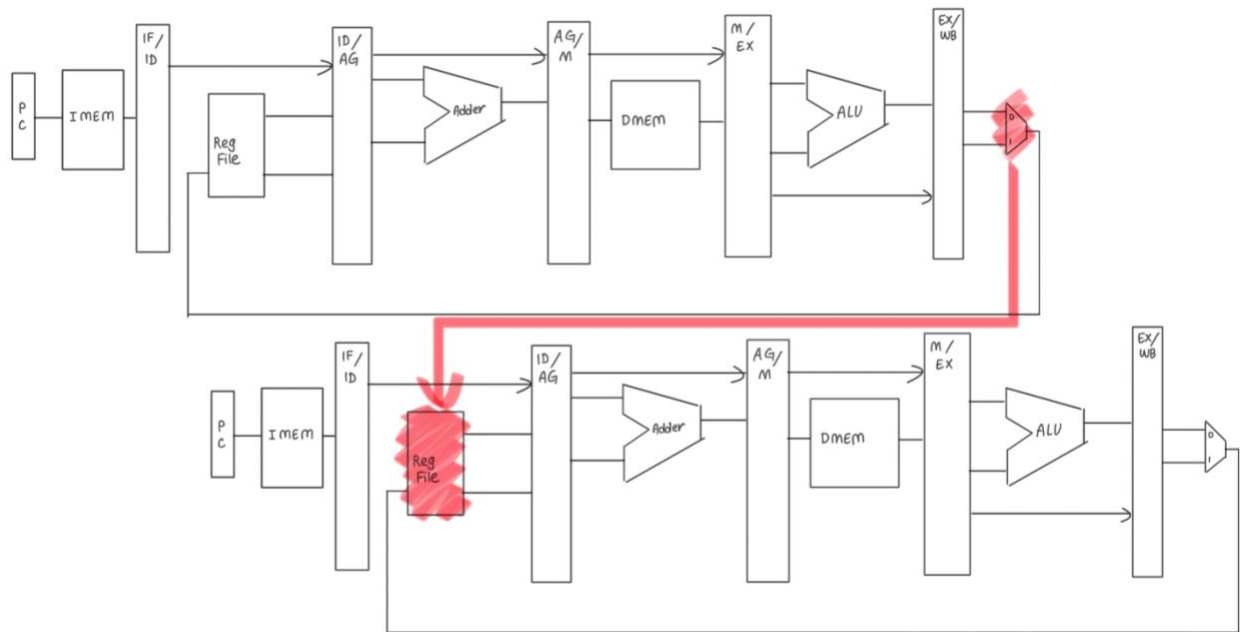 IF/
ID
ID/
AG
AG/
M
M/
EX
EX/
WB
P
C
IMEM
Reg
File
Adder
DMEM
ALU
0
1
IF/
ID
ID/
AG
AG/
M
M/
EX
EX/
WB
P
C
IMEM
Reg
File
Adder
DMEM
ALU
0
1